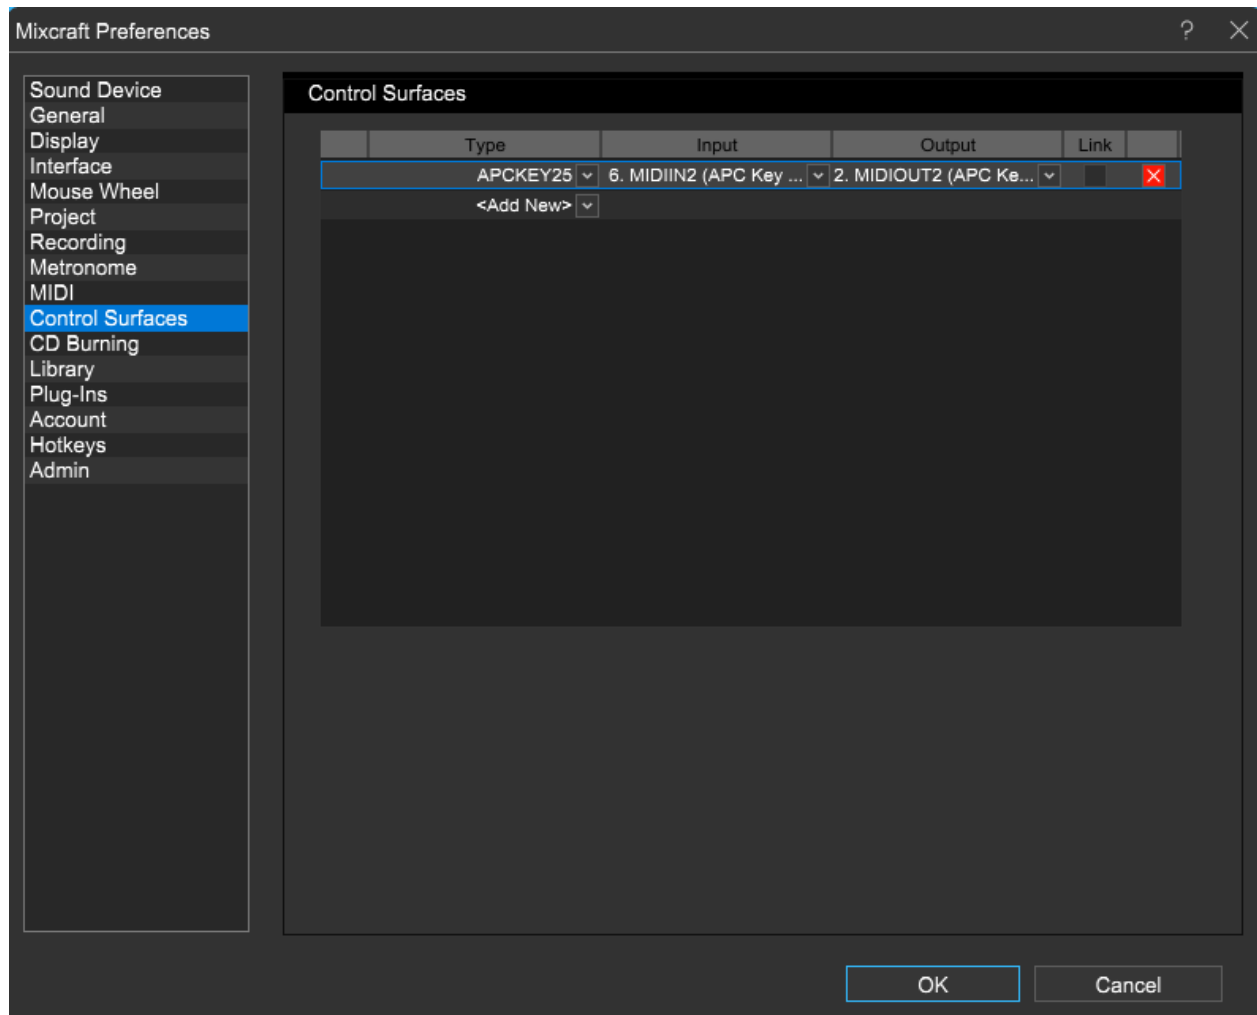 Mixcraft Preferences ?
Sound Device
General
Display
Interface
Mouse Wheel
Project
Recording
Metronome
MIDI
Control Surfaces
CD Burning
Library
Plug-Ins
Account
Hotkeys
Admin
Control Surfaces
Type Input Output Link
APCKEY25 6. MIDIIN2 (APC Key ... 2. MIDIOUT2 (APC Ke...
<Add New>
OK Cancel